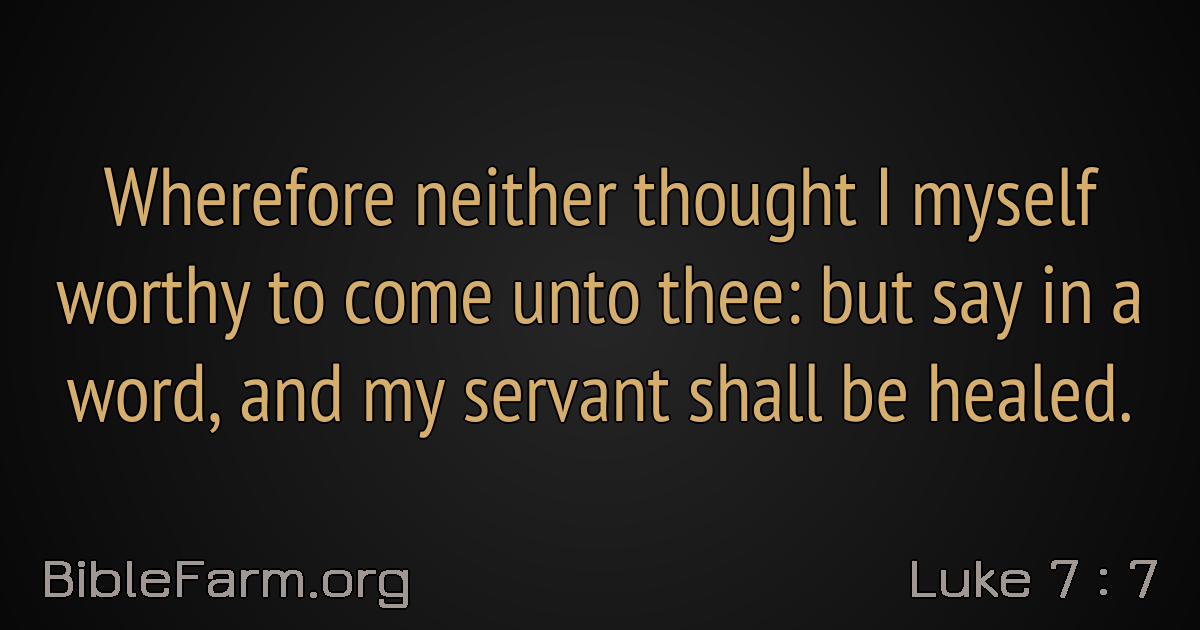 Wherefore neither thought I myself
worthy to come unto thee: but say in a
word, and my servant shall be healed.
BibleFarm.org
Luke 7 : 7